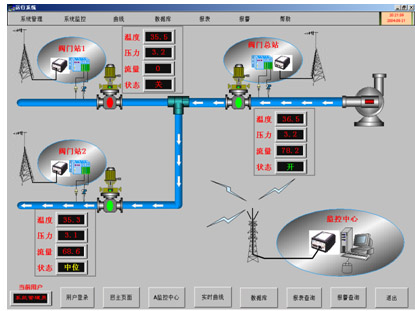 运行系统
系统管理 系统监控 曲线 数据库 报表 报警 帮助
阀门站1
温度 35.5
压力 3.3
流量 0
状态 关
阀门总站
温度 36.5
压力 3.2
流量 70.2
状态 开
阀门站2
温度 35.3
压力 3.1
流量 68.6
状态 中位
监控中心
当前用户
系统管理员
用户登录 回主页面 A监控中心 实时曲线 数据库 报表查询 报警查询 退出